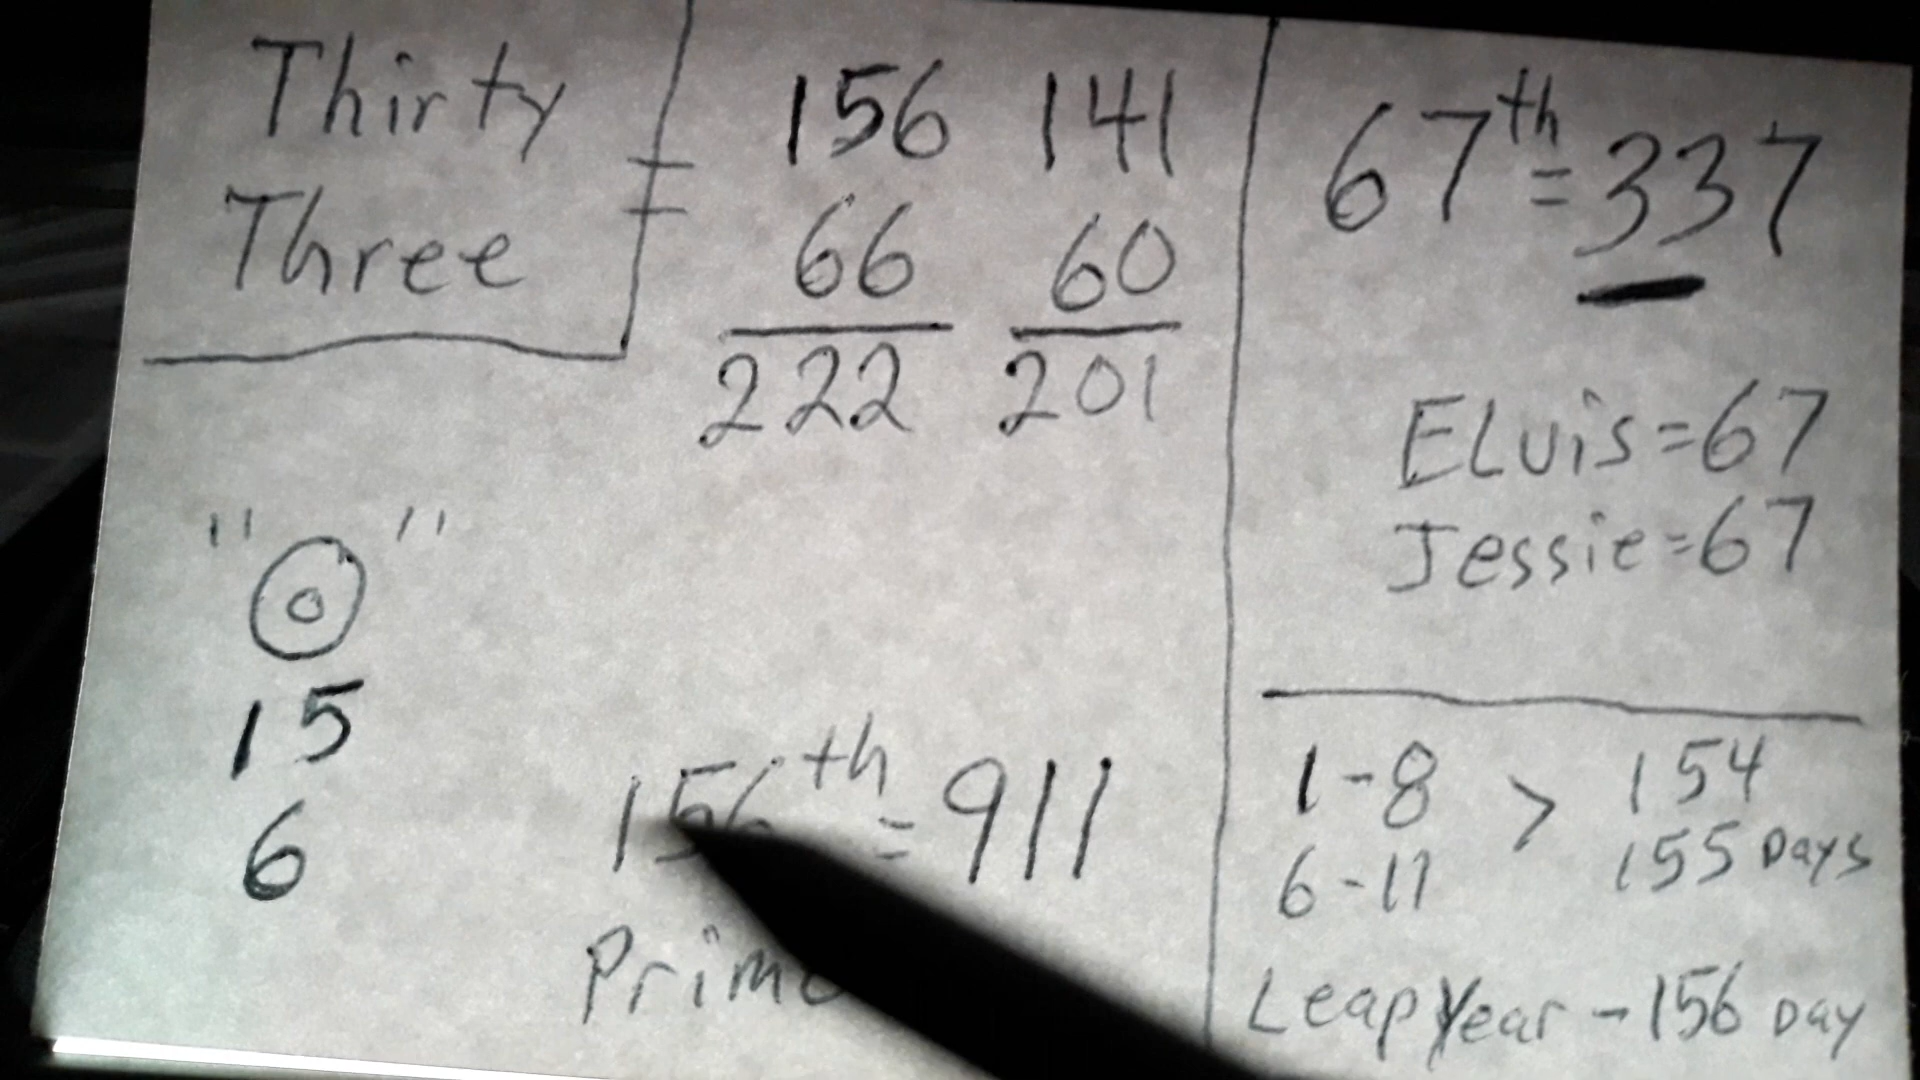 Thirty
Three
=
156 141
66 60
222 201
"O"
15
6
156th = 911
67th = 337
ELvis = 67
Jessie = 67
1-8 > 154
6-11 155 Days
Leap Year - 156 Day